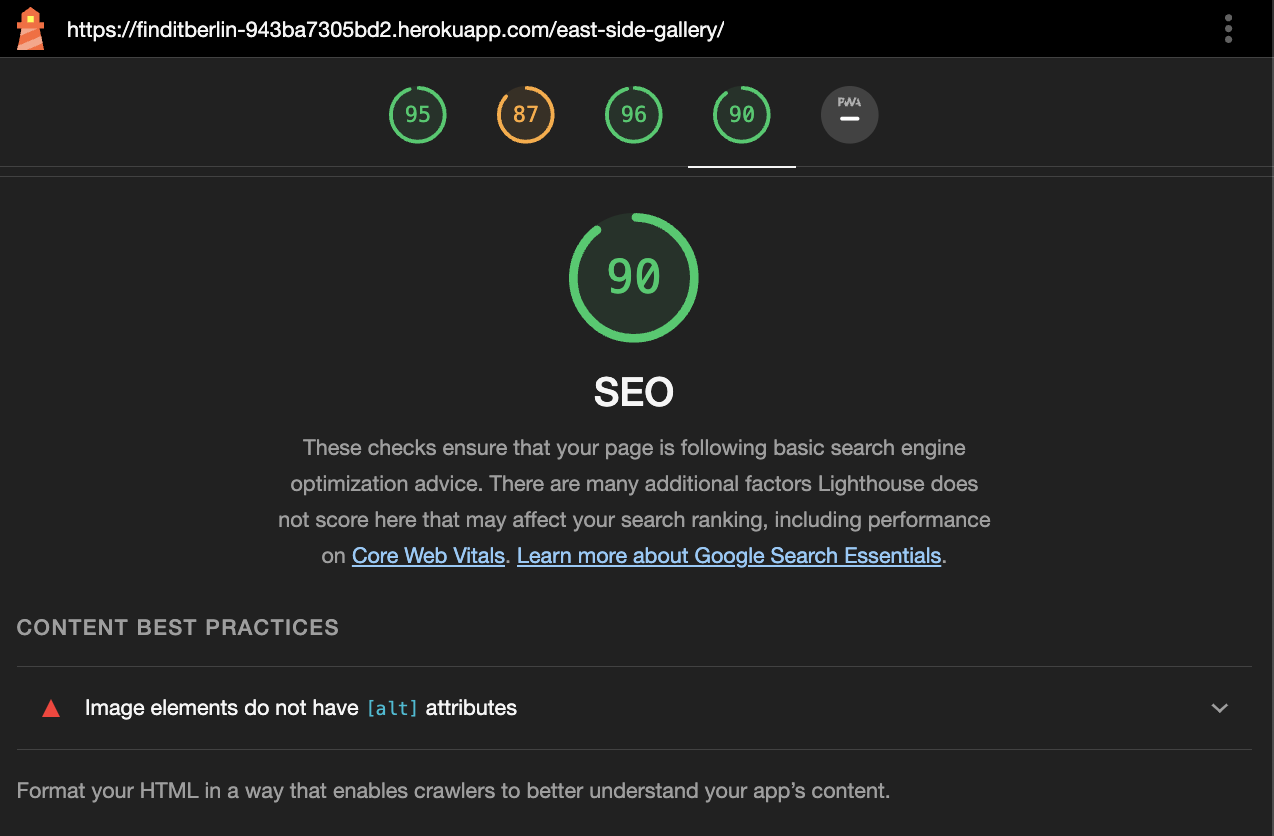 https://finditberlin-943ba7305bd2.herokuapp.com/east-side-gallery/
95 87 96 90 PWA
90
SEO
These checks ensure that your page is following basic search engine
optimization advice. There are many additional factors Lighthouse does
not score here that may affect your search ranking, including performance
on Core Web Vitals. Learn more about Google Search Essentials.
CONTENT BEST PRACTICES
Image elements do not have [alt] attributes
Format your HTML in a way that enables crawlers to better understand your app’s content.